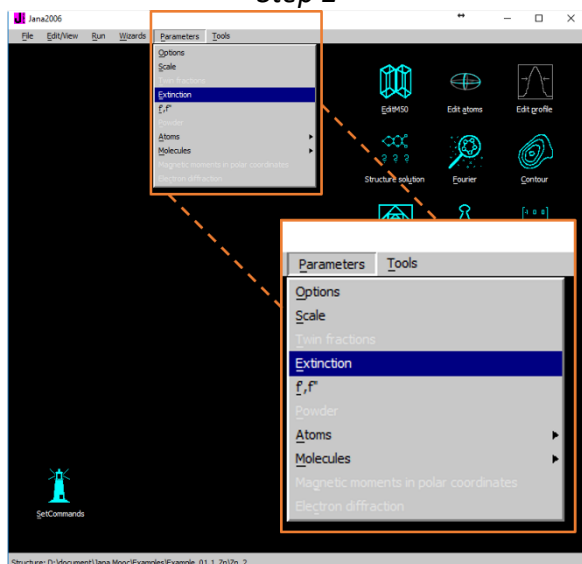 Jana2006
File Edit/View Run Wizards Parameters Tools
Options
Scale
Twin fractions
Extinction
f',f"
Powder
Atoms
Molecules
Magnetic moments in polar coordinates
Electron diffraction
EditM50 Edit atoms Edit profile
Structure solution Fourier Contour
Parameters Tools
Options
Scale
Twin fractions
Extinction
f',f"
Powder
Atoms
Molecules
Magnetic moments in polar coordinates
Electron diffraction
SetCommands